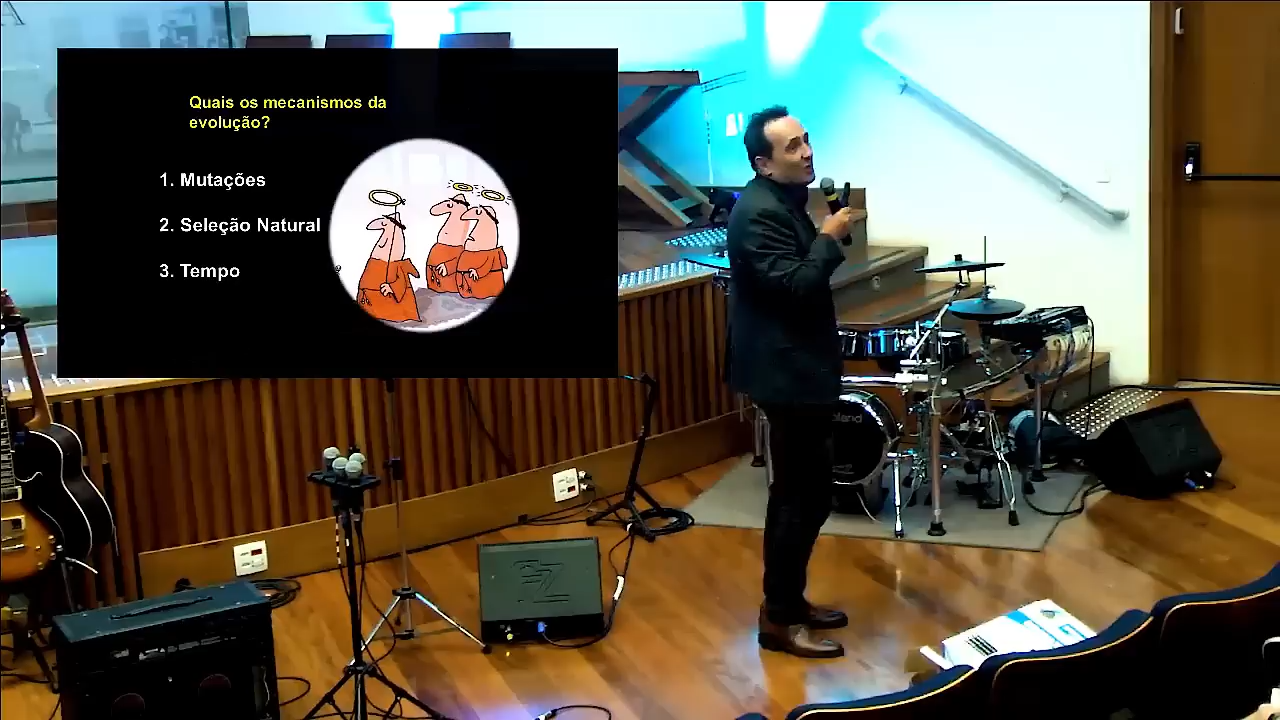 Quais os mecanismos da
evolução?
1. Mutações
2. Seleção Natural
3. Tempo
Roland